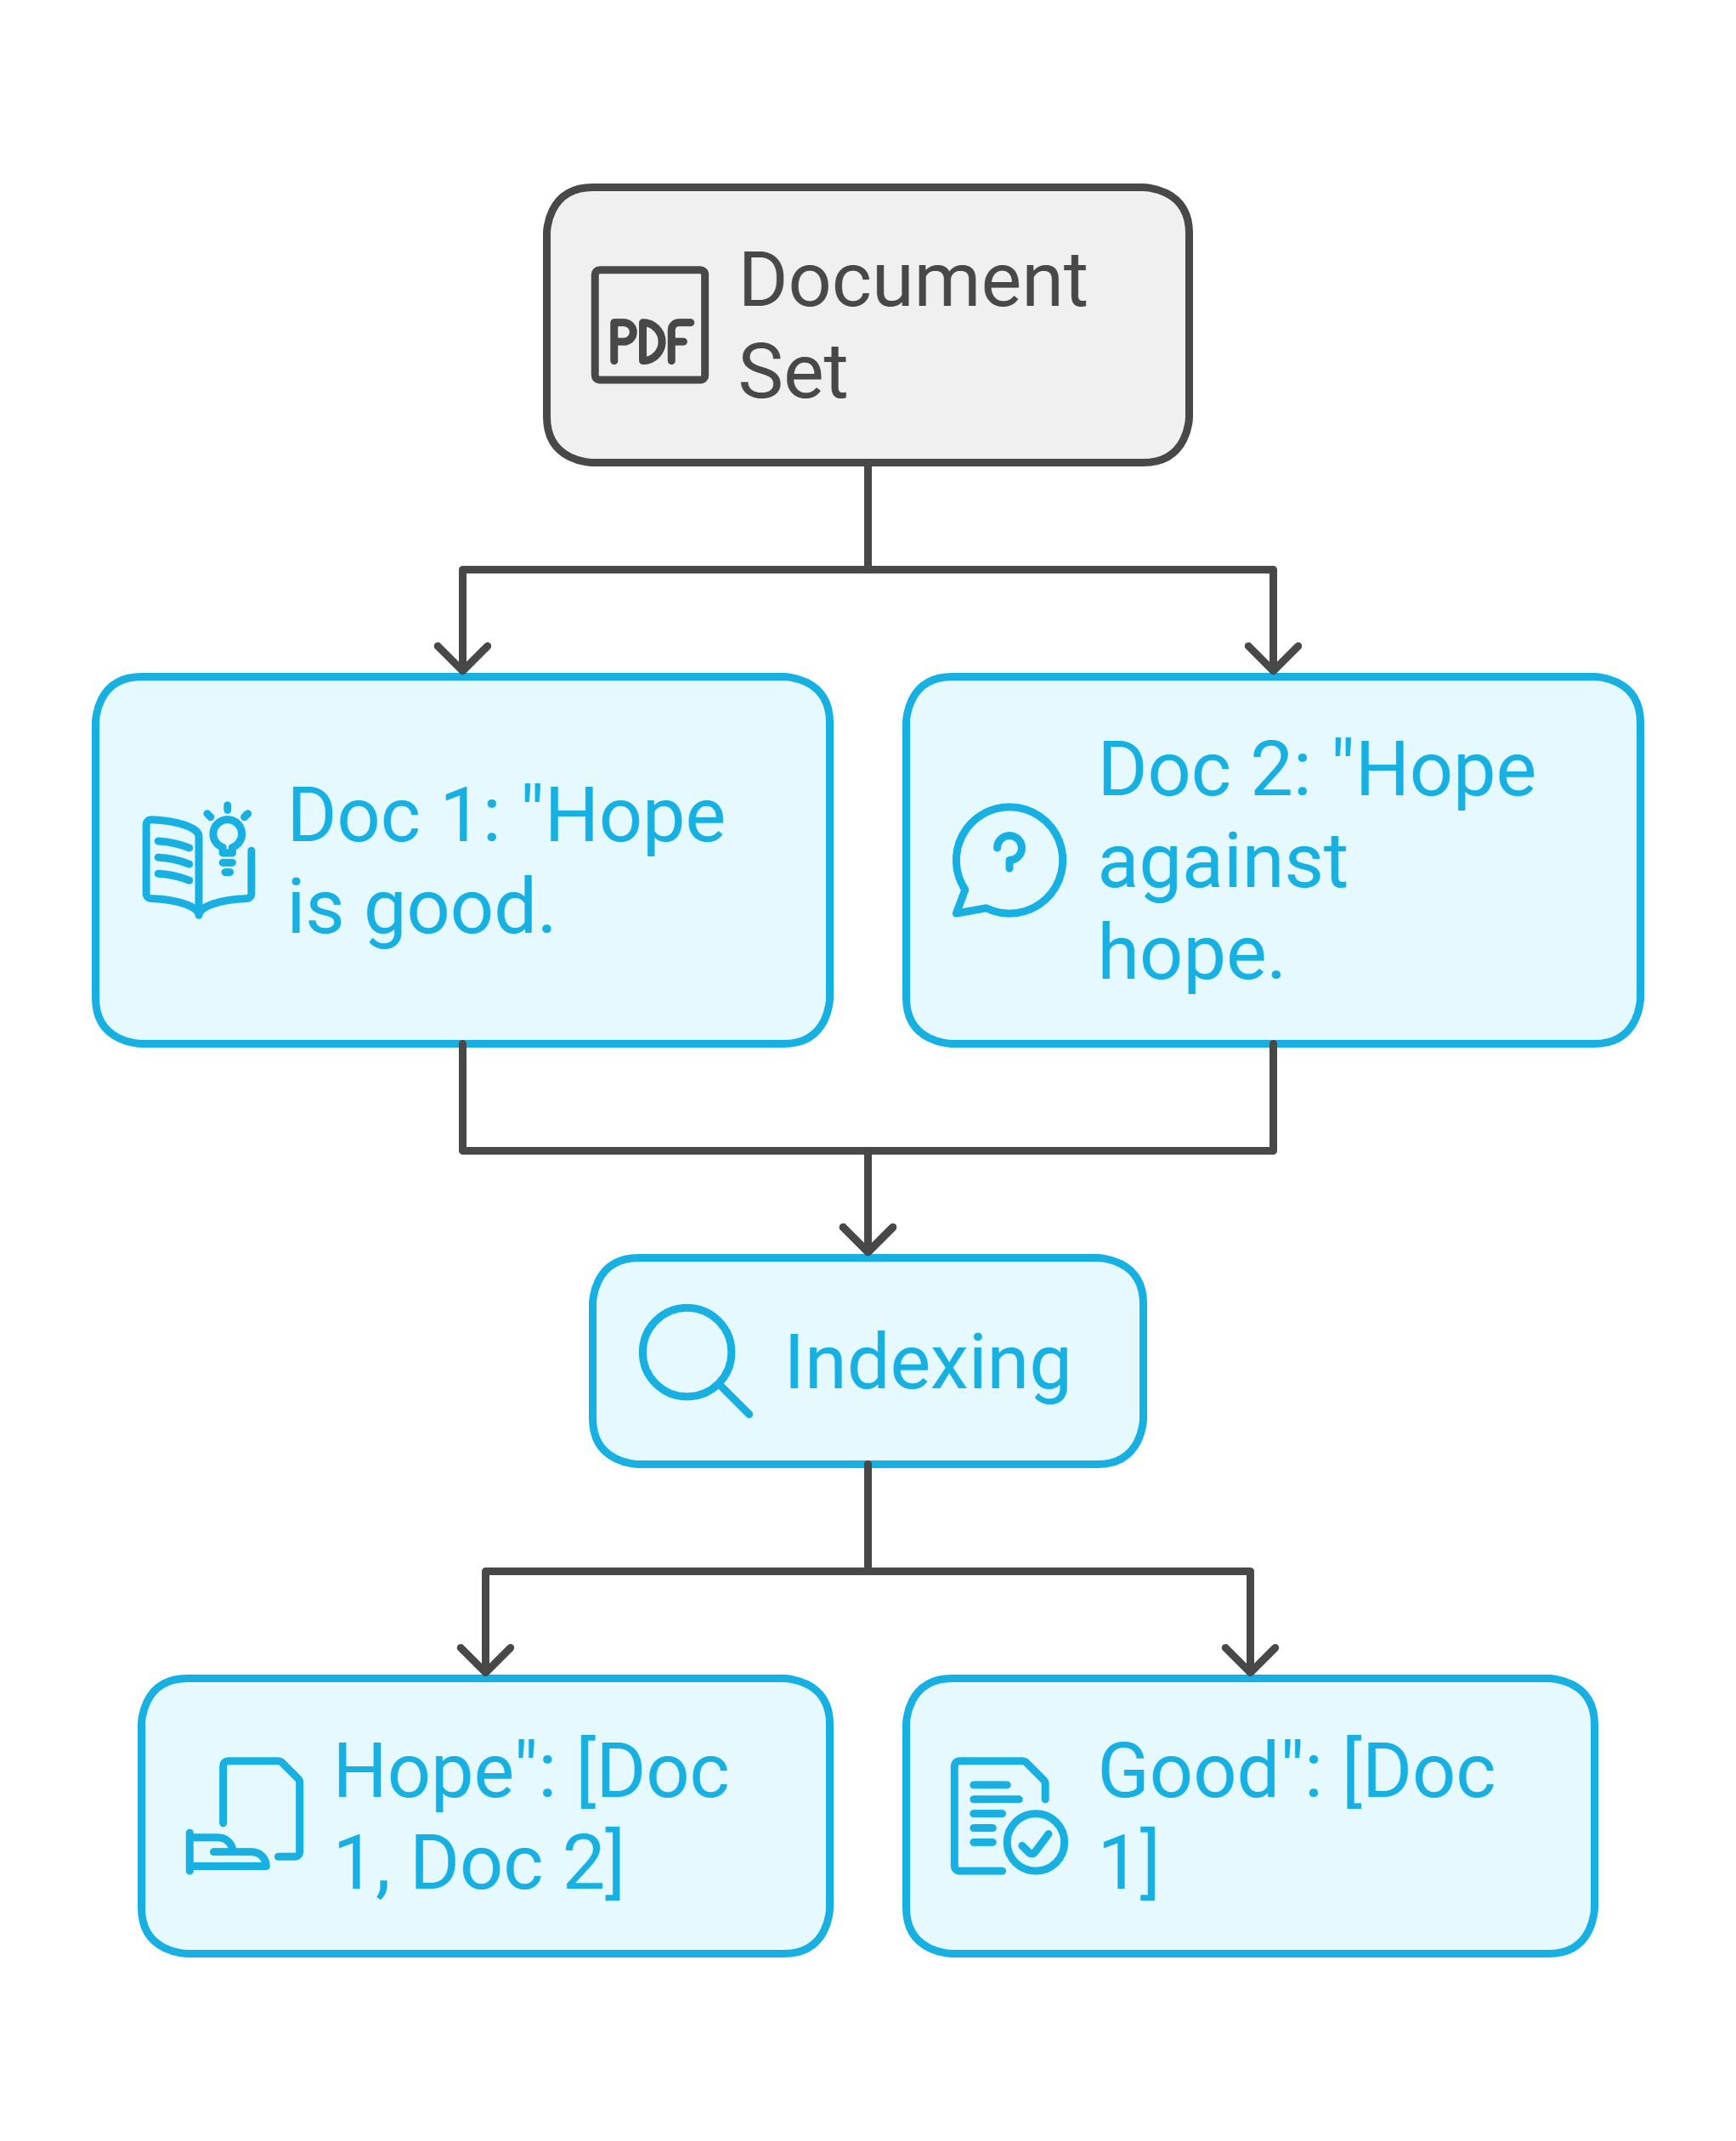 PDF
Document
Set
Doc 1: "Hope
is good.
Doc 2: "Hope
against
hope.
Indexing
Hope": [Doc
1, Doc 2]
Good": [Doc
1]